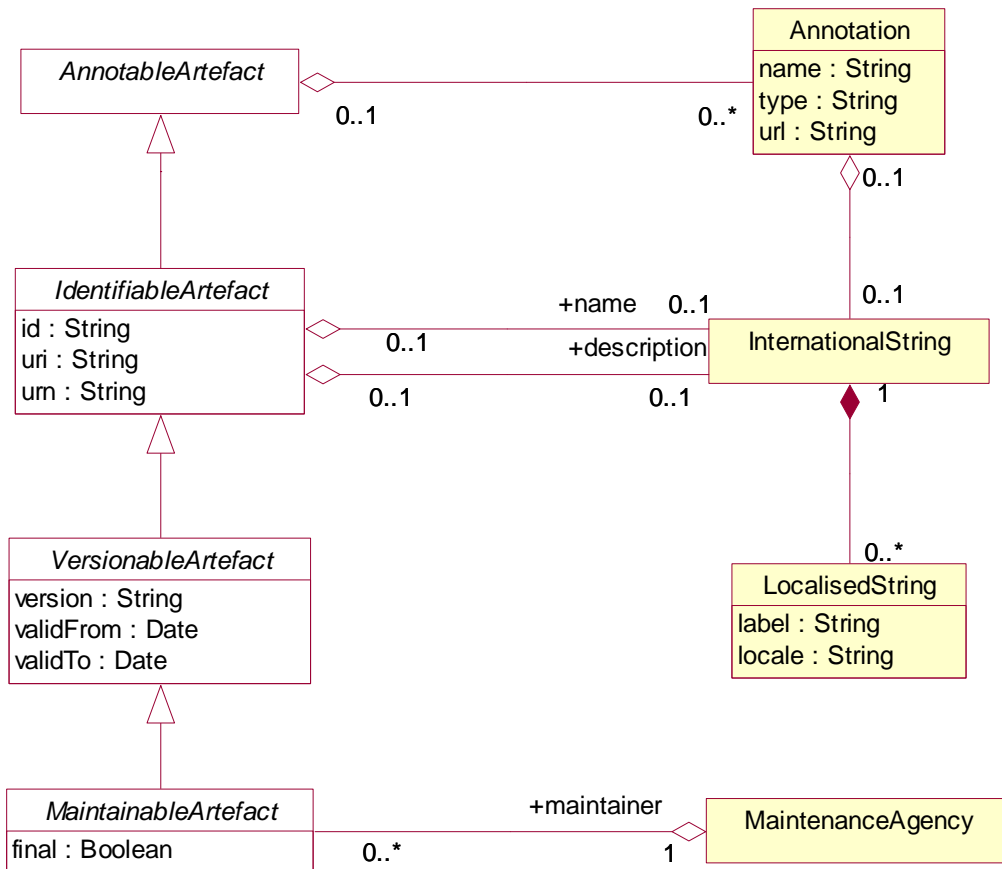 AnnotableArtefact
0..1
0..*
Annotation
name : String
type : String
url : String
0..1
0..1
IdentifiableArtefact
id : String
uri : String
urn : String
+name
0..1
0..1
+description
0..1
0..1
InternationalString
1
0..*
VersionableArtefact
version : String
validFrom : Date
validTo : Date
LocalisedString
label : String
locale : String
MaintainableArtefact
final : Boolean
+maintainer
0..*
1
MaintenanceAgency